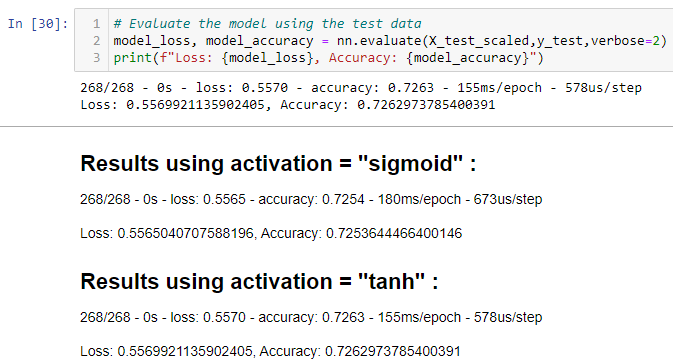 In [30]:
1 # Evaluate the model using the test data
2 model_loss, model_accuracy = nn.evaluate(X_test_scaled,y_test,verbose=2)
3 print(f"Loss: {model_loss}, Accuracy: {model_accuracy}")
268/268 - 0s - loss: 0.5570 - accuracy: 0.7263 - 155ms/epoch - 578us/step
Loss: 0.5569921135902405, Accuracy: 0.7262973785400391
Results using activation = "sigmoid" :
268/268 - 0s - loss: 0.5565 - accuracy: 0.7254 - 180ms/epoch - 673us/step
Loss: 0.5565040707588196, Accuracy: 0.7253644466400146
Results using activation = "tanh" :
268/268 - 0s - loss: 0.5570 - accuracy: 0.7263 - 155ms/epoch - 578us/step
Loss: 0.5569921135902405, Accuracy: 0.7262973785400391